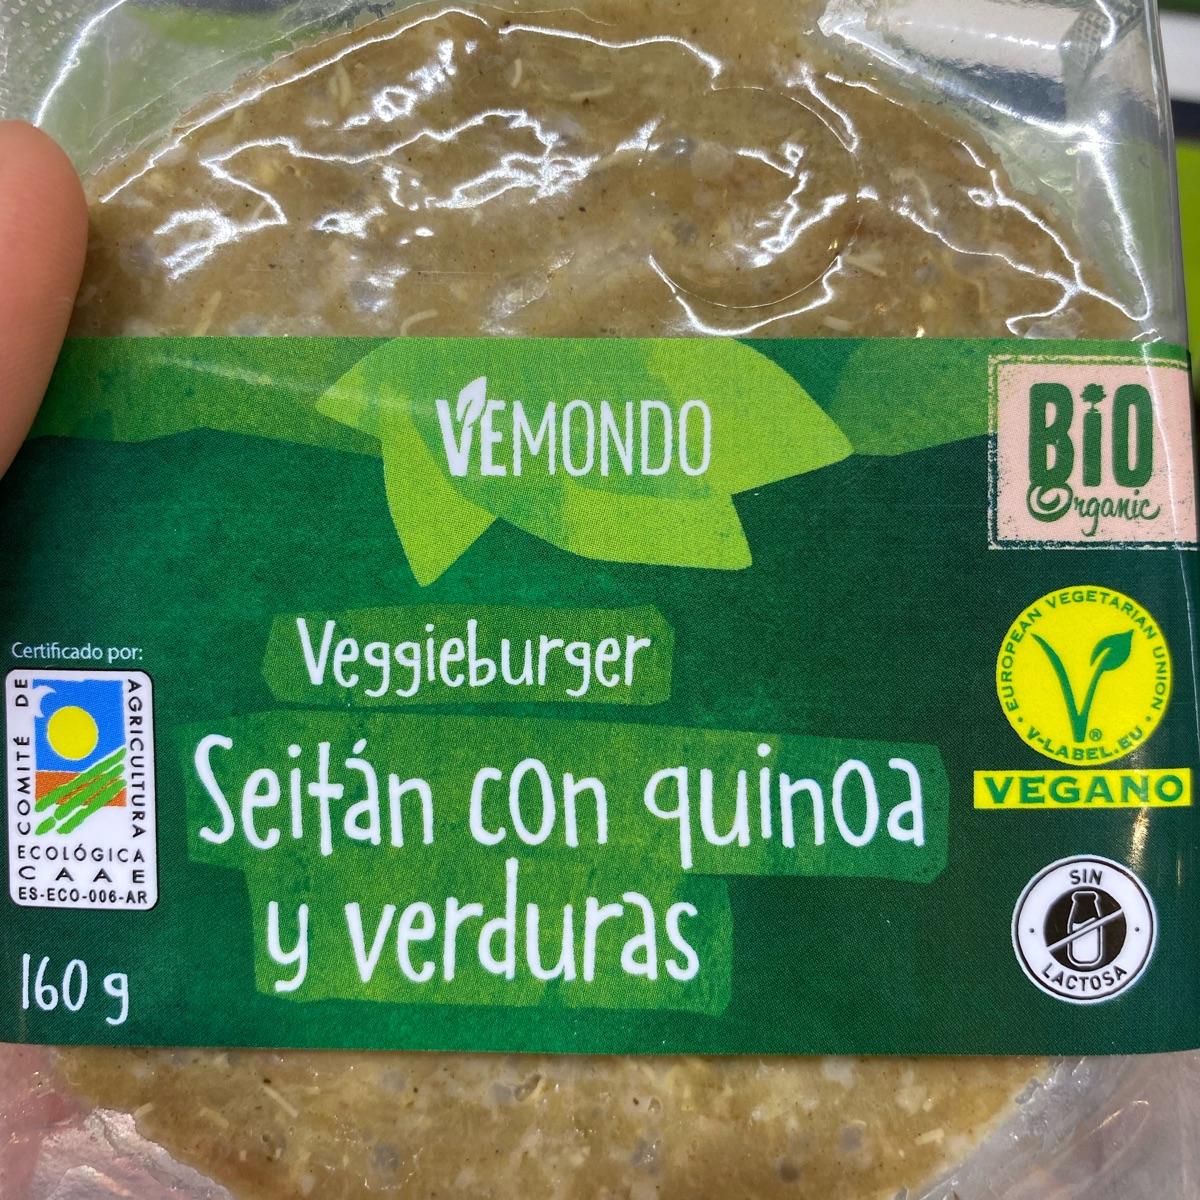 VEMONDO
BiO
Organic
Veggieburger
Seitán con quinoa
y verduras
Certificado por:
COMITÉ DE
AGRICULTURA
ECOLÓGICA
CAAE
ES-ECO-006-AR
160 g
EUROPEAN VEGETARIAN UNION
V-LABEL.EU
®
VEGANO
SIN
LACTOSA